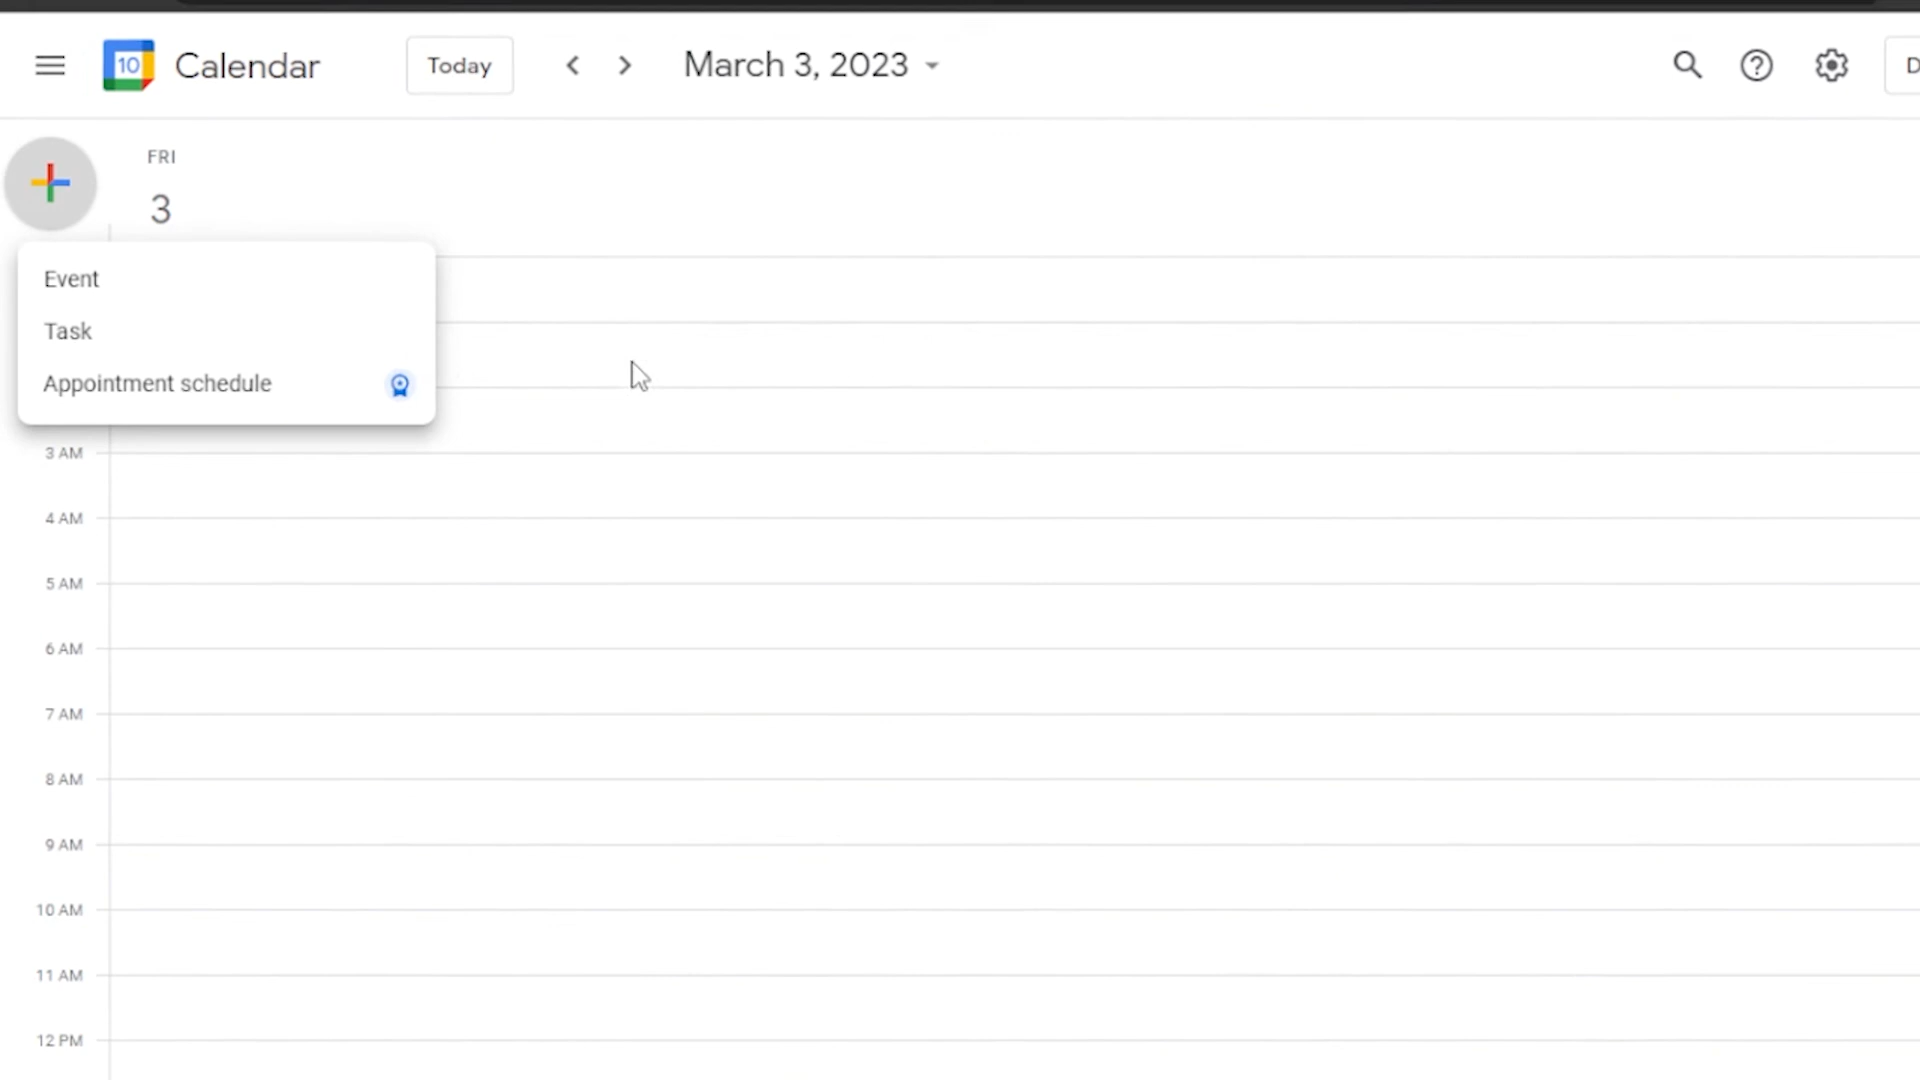 10 Calendar Today March 3, 2023 D
FRI
3
Event
Task
Appointment schedule
3 AM
4 AM
5 AM
6 AM
7 AM
8 AM
9 AM
10 AM
11 AM
12 PM